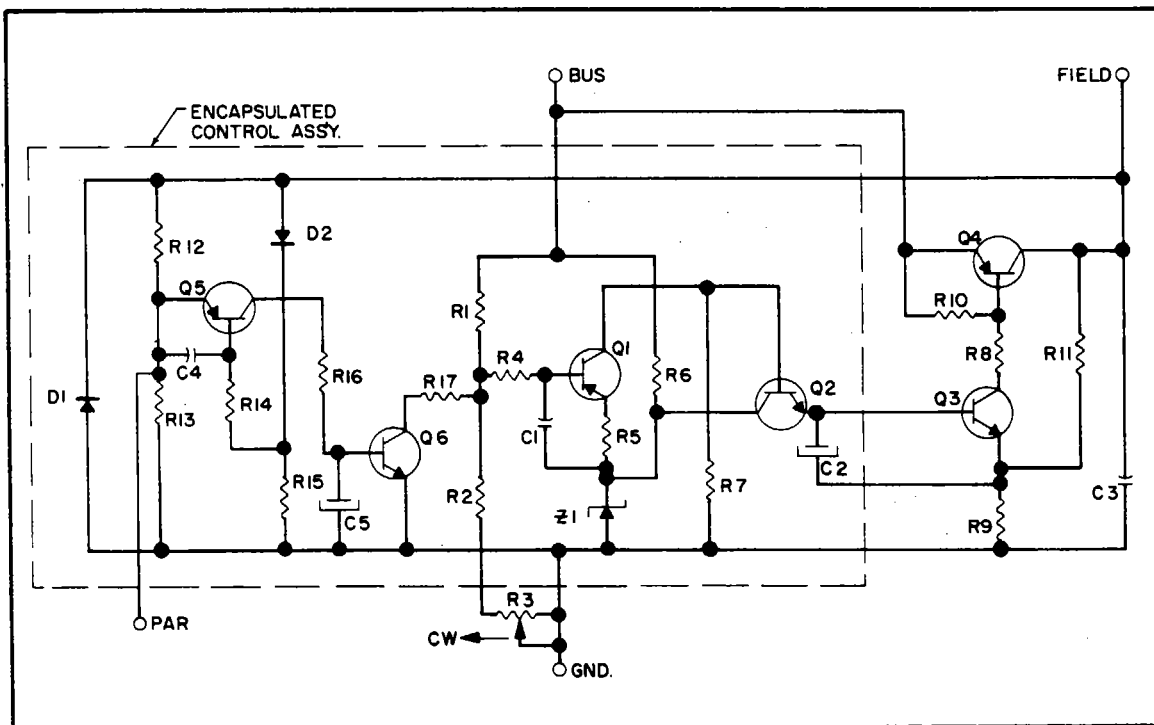 BUS
FIELD
ENCAPSULATED
CONTROL ASSY.
R12
D2
Q4
Q5
R10
R1
Q1
R4
R6
R8
R11
C4
R16
R17
Q2
Q3
D1
R13
R14
Q6
C1
R5
C2
R15
R2
R7
C3
C5
Z1
R9
R3
PAR
CW
GND.